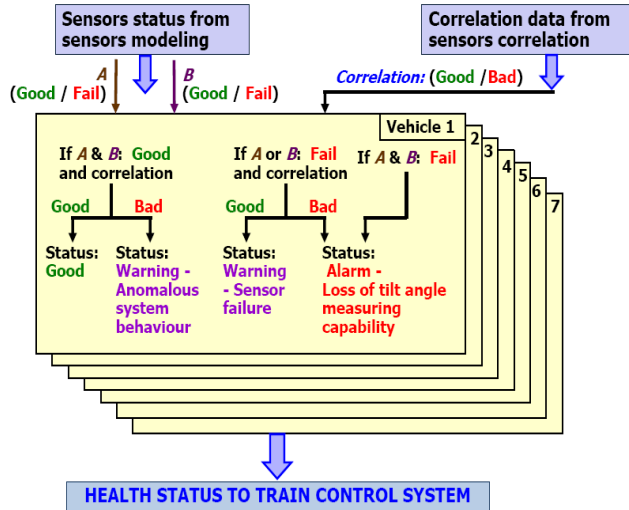 Sensors status from
sensors modeling
Correlation data from
sensors correlation
A
(Good / Fail)
B
(Good / Fail)
Correlation: (Good /Bad)
Vehicle 1
2
3
4
5
6
7
If A & B: Good
and correlation
If A or B: Fail
and correlation
If A & B: Fail
Good
Bad
Good
Bad
Status:
Good
Status:
Warning -
Anomalous
system
behaviour
Status:
Warning
- Sensor
failure
Status:
Alarm -
Loss of tilt angle
measuring
capability
HEALTH STATUS TO TRAIN CONTROL SYSTEM